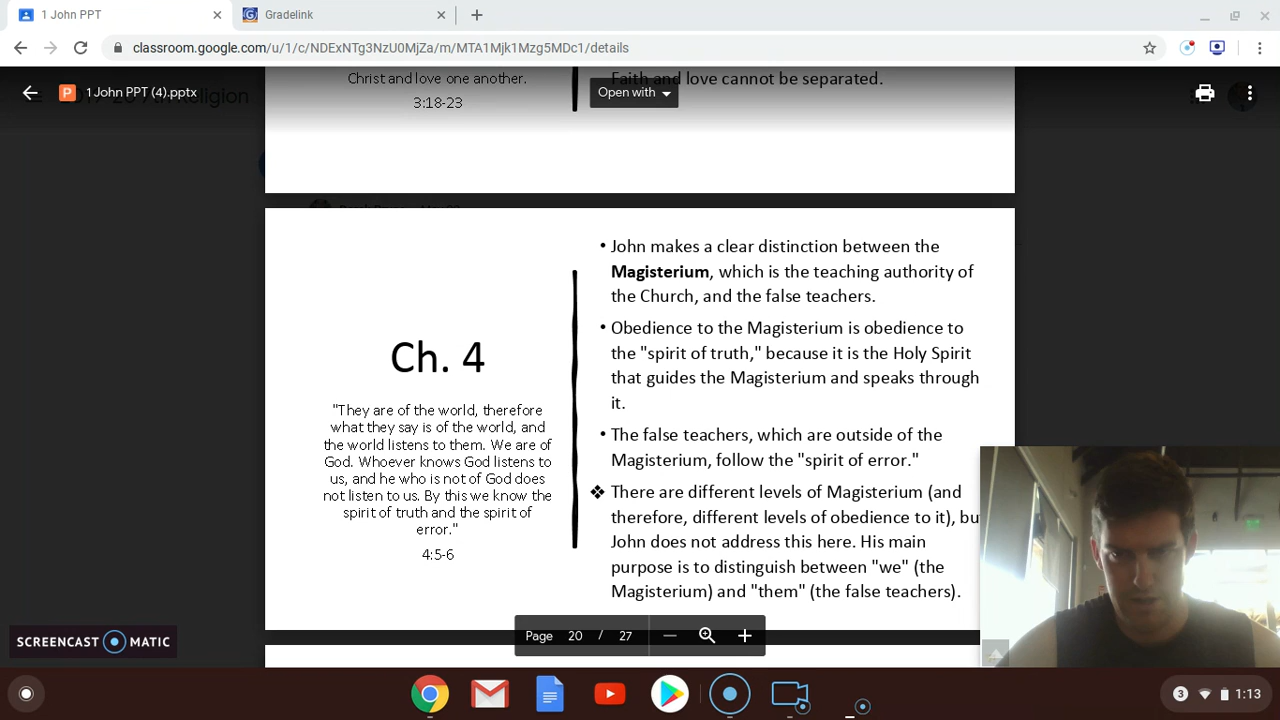 1 John PPT
Gradelink
classroom.google.com/u/1/c/NDExNTg3NzU0MjZa/m/MTA1Mjk1Mzg5MDc1/details
1 John PPT (4).pptx
Open with
Christ and love one another.
3:18-23
Faith and love cannot be separated.
Ch. 4
"They are of the world, therefore
what they say is of the world, and
the world listens to them. We are of
God. Whoever knows God listens to
us, and he who is not of God does
not listen to us. By this we know the
spirit of truth and the spirit of
error."
4:5-6
• John makes a clear distinction between the
Magisterium, which is the teaching authority of
the Church, and the false teachers.
• Obedience to the Magisterium is obedience to
the "spirit of truth," because it is the Holy Spirit
that guides the Magisterium and speaks through
it.
• The false teachers, which are outside of the
Magisterium, follow the "spirit of error."
❖ There are different levels of Magisterium (and
therefore, different levels of obedience to it), bu
John does not address this here. His main
purpose is to distinguish between "we" (the
Magisterium) and "them" (the false teachers).
Page 20 / 27
SCREENCAST MATIC
3 1:13